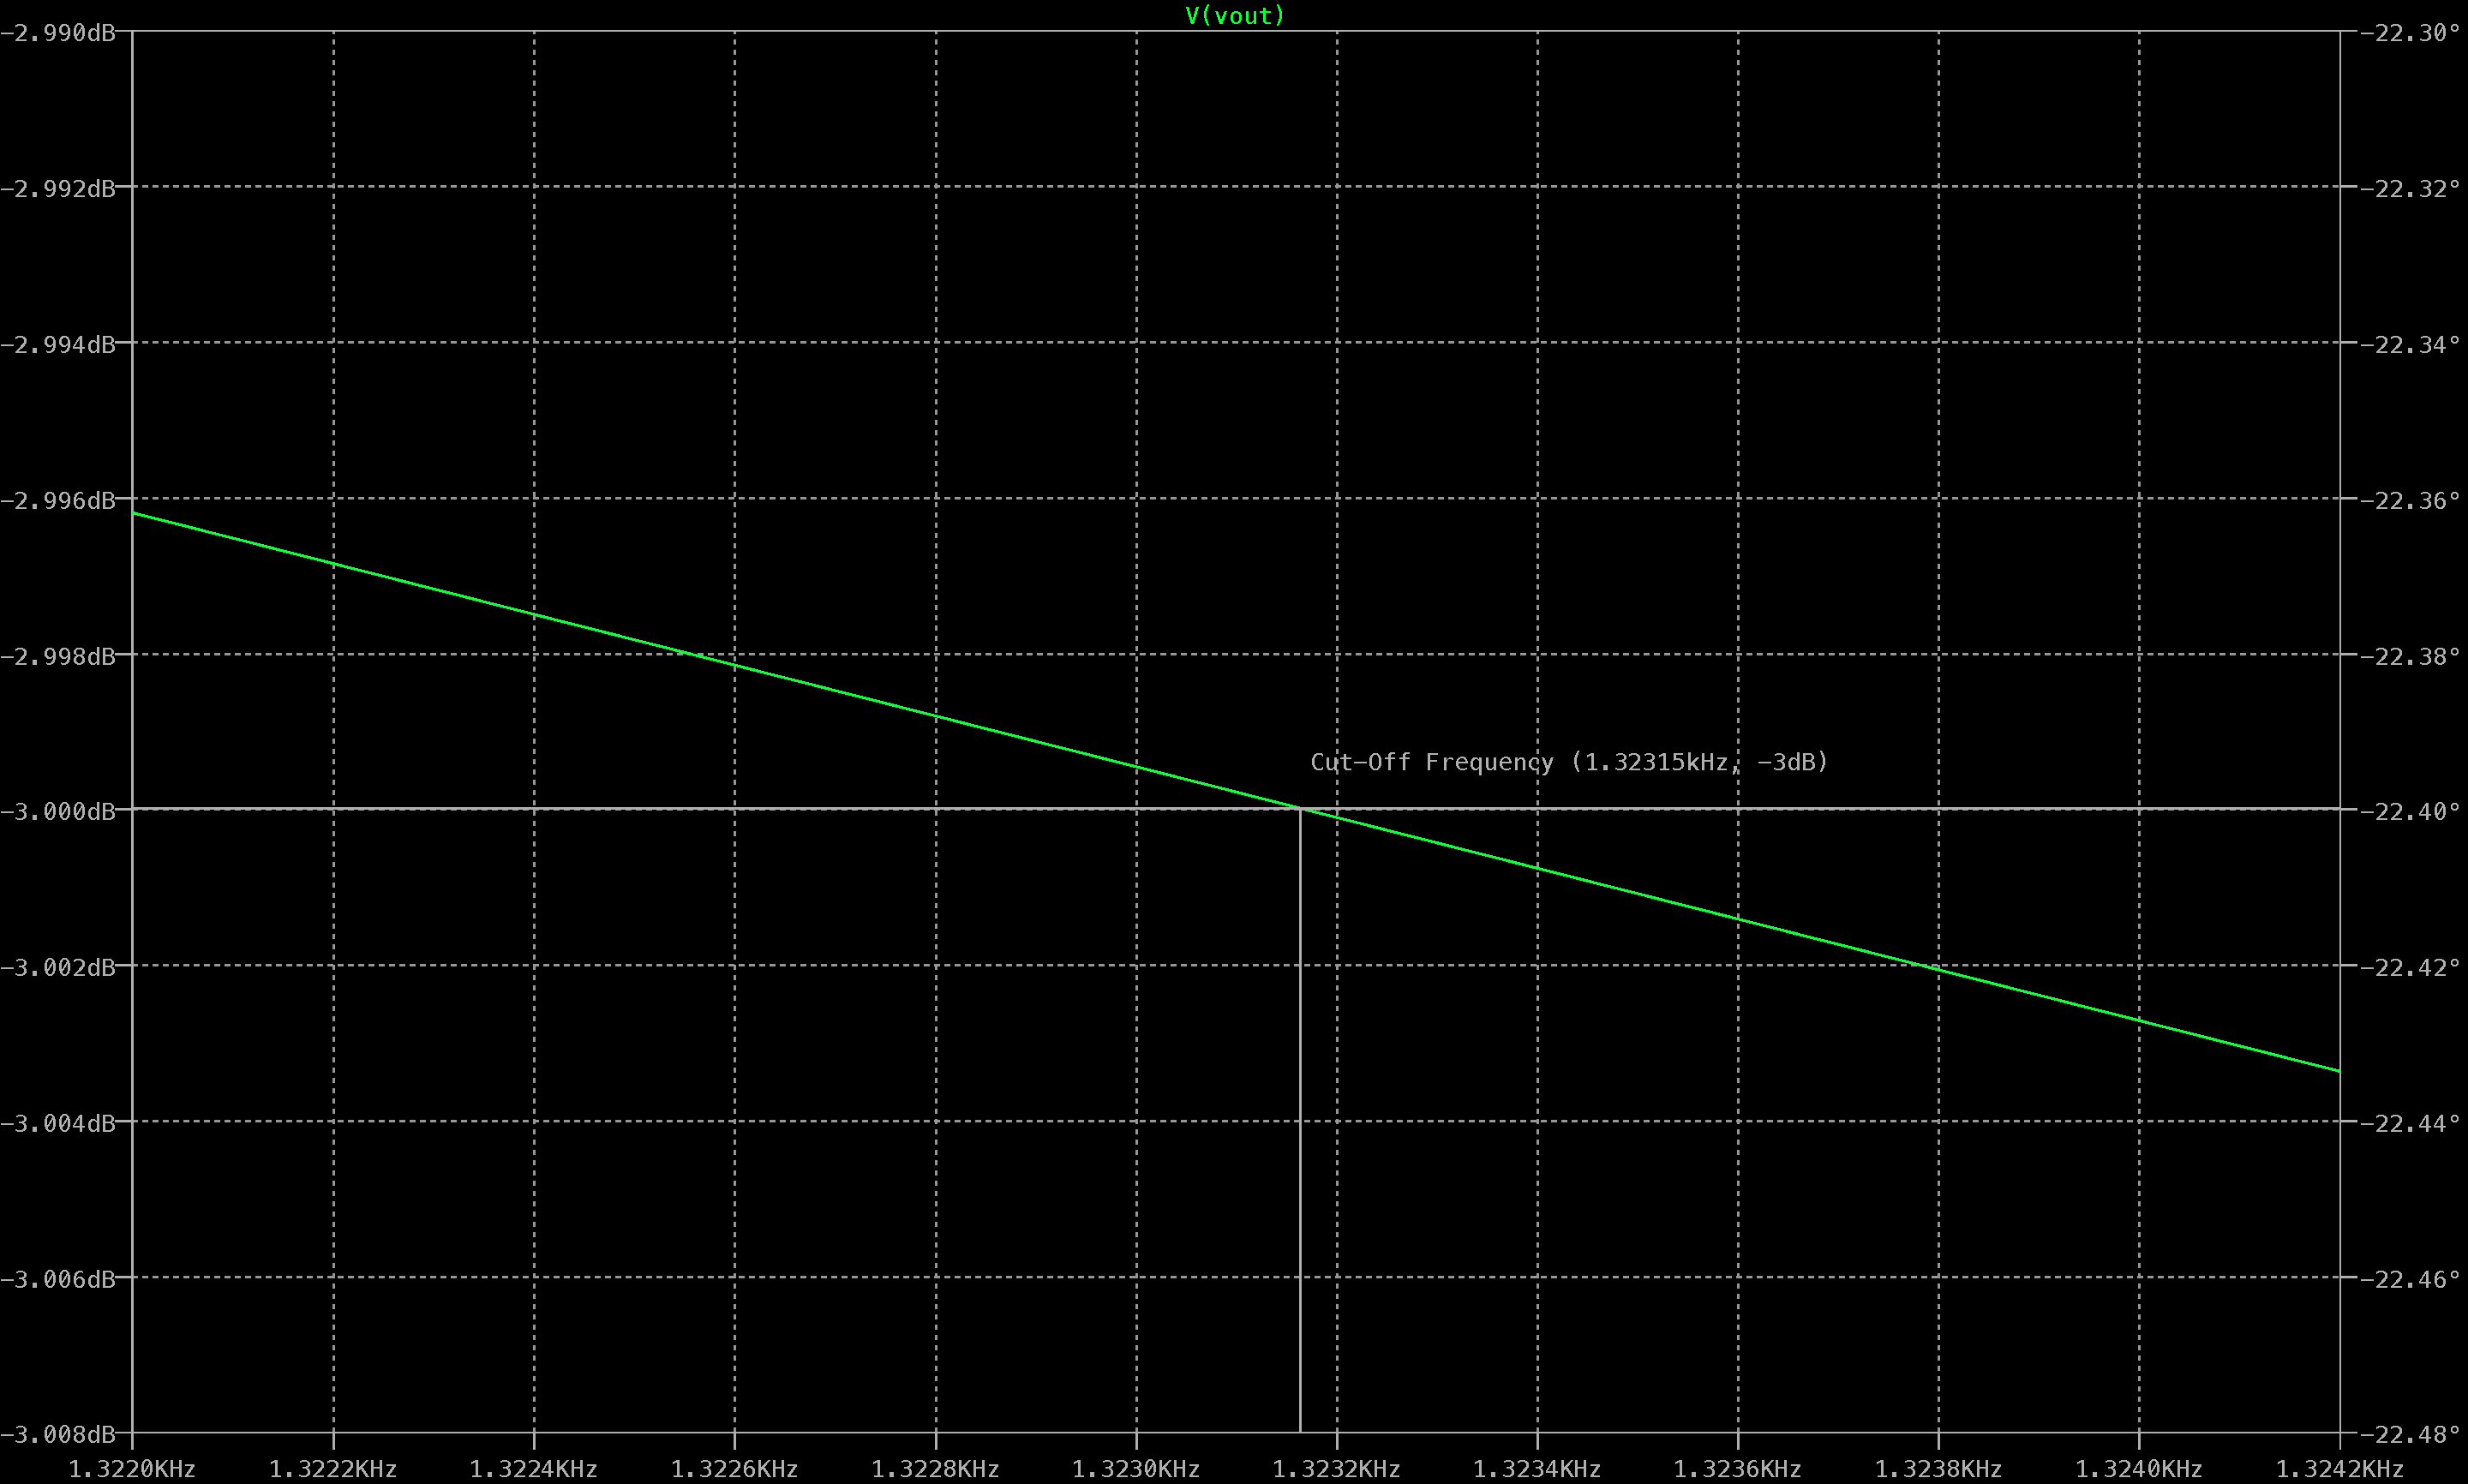 V(vout)
−2.990dB
−2.992dB
−2.994dB
−2.996dB
−2.998dB
−3.000dB
−3.002dB
−3.004dB
−3.006dB
−3.008dB
−22.30°
−22.32°
−22.34°
−22.36°
−22.38°
−22.40°
−22.42°
−22.44°
−22.46°
−22.48°
Cut−Off Frequency (1.32315kHz, −3dB)
1.3220KHz 1.3222KHz 1.3224KHz 1.3226KHz 1.3228KHz 1.3230KHz 1.3232KHz 1.3234KHz 1.3236KHz 1.3238KHz 1.3240KHz 1.3242KHz